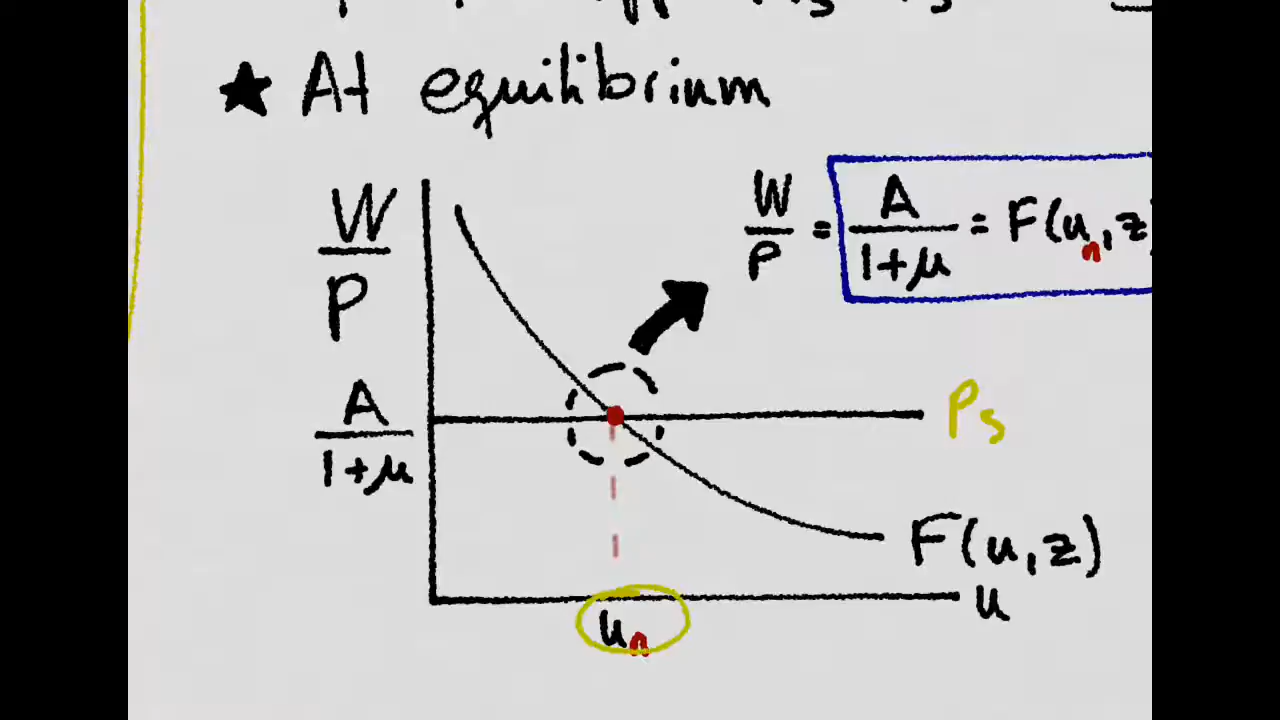 ★ At equilibrium
W/P = A/1+μ = F(un, z)
W/P
A/1+μ
Ps
F(u, z)
u
un